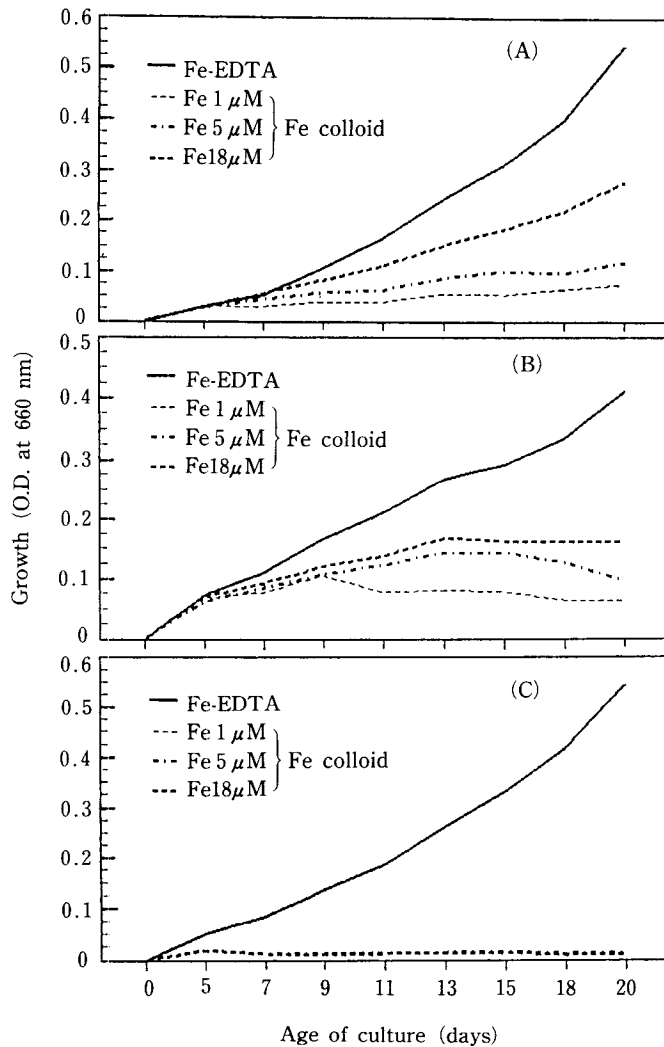 0.6
0.5
0.4
0.3
0.2
0.1
0
(A)
Fe-EDTA
Fe 1 μM
Fe 5 μM
Fe18μM
Fe colloid
0.5
0.4
0.3
0.2
0.1
0
(B)
Fe-EDTA
Fe 1 μM
Fe 5 μM
Fe18μM
Fe colloid
0.6
0.5
0.4
0.3
0.2
0.1
0
(C)
Fe-EDTA
Fe 1 μM
Fe 5 μM
Fe18μM
Fe colloid
Growth (O.D. at 660 nm)
0 5 7 9 11 13 15 18 20
Age of culture (days)